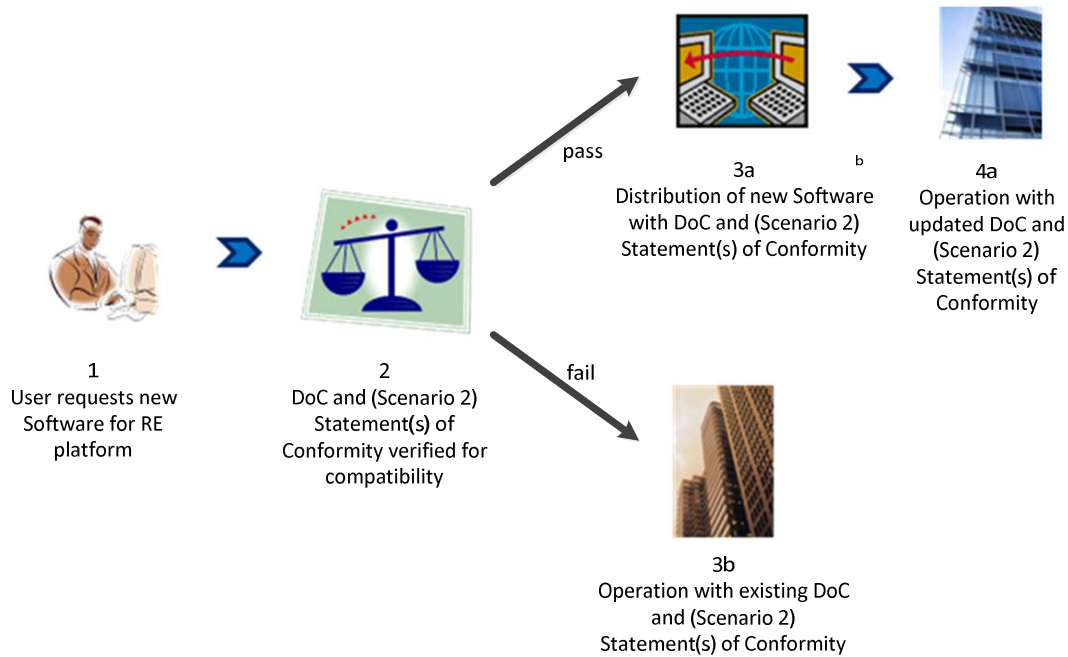 1
User requests new
Software for RE
platform
2
DoC and (Scenario 2)
Statement(s) of
Conformity verified for
compatibility
pass
3a
Distribution of new Software
with DoC and (Scenario 2)
Statement(s) of Conformity
b
4a
Operation with
updated DoC and
(Scenario 2)
Statement(s) of
Conformity
fail
3b
Operation with existing DoC
and (Scenario 2)
Statement(s) of Conformity